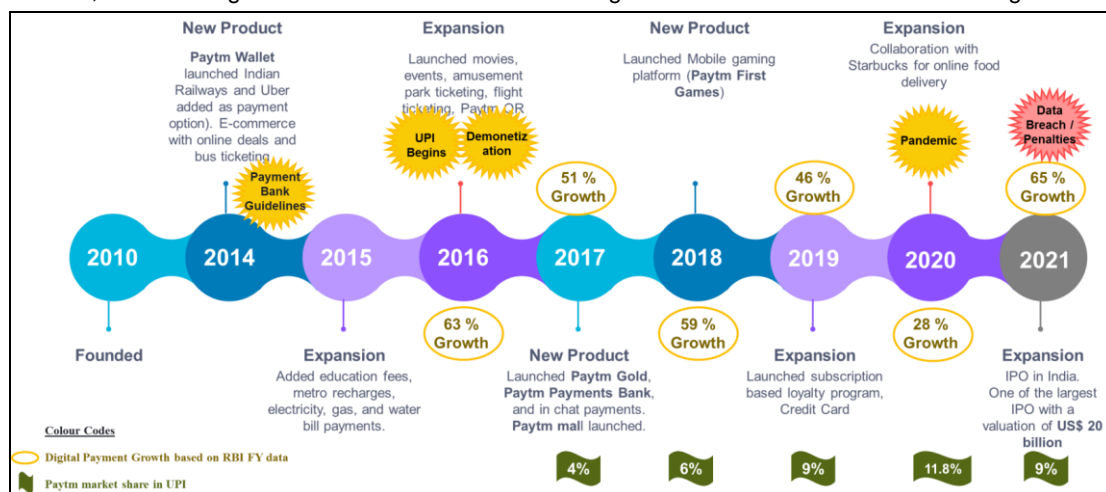 New Product
Paytm Wallet
launched Indian
Railways and Uber
added as payment
option). E-commerce
with online deals and
bus ticketing
Payment
Bank
Guidelines
Expansion
Launched movies,
events, amusement
park ticketing, flight
ticketing, Paytm QR
UPI
Begins
Demonetiz
ation
51 %
Growth
New Product
Launched Mobile gaming
platform (Paytm First
Games)
46 %
Growth
Expansion
Collaboration with
Starbucks for online food
delivery
Pandemic
Data
Breach /
Penalties
65 %
Growth
2010
2014
2015
2016
2017
2018
2019
2020
2021
Founded
Expansion
Added education fees,
metro recharges,
electricity, gas, and water
bill payments.
63 %
Growth
New Product
Launched Paytm Gold,
Paytm Payments Bank,
and in chat payments.
Paytm mall launched.
59 %
Growth
Expansion
Launched subscription
based loyalty program,
Credit Card
28 %
Growth
Expansion
IPO in India.
One of the largest
IPO with a
valuation of US$ 20
billion
Colour Codes
Digital Payment Growth based on RBI FY data
Paytm market share in UPI
4%
6%
9%
11.8%
9%